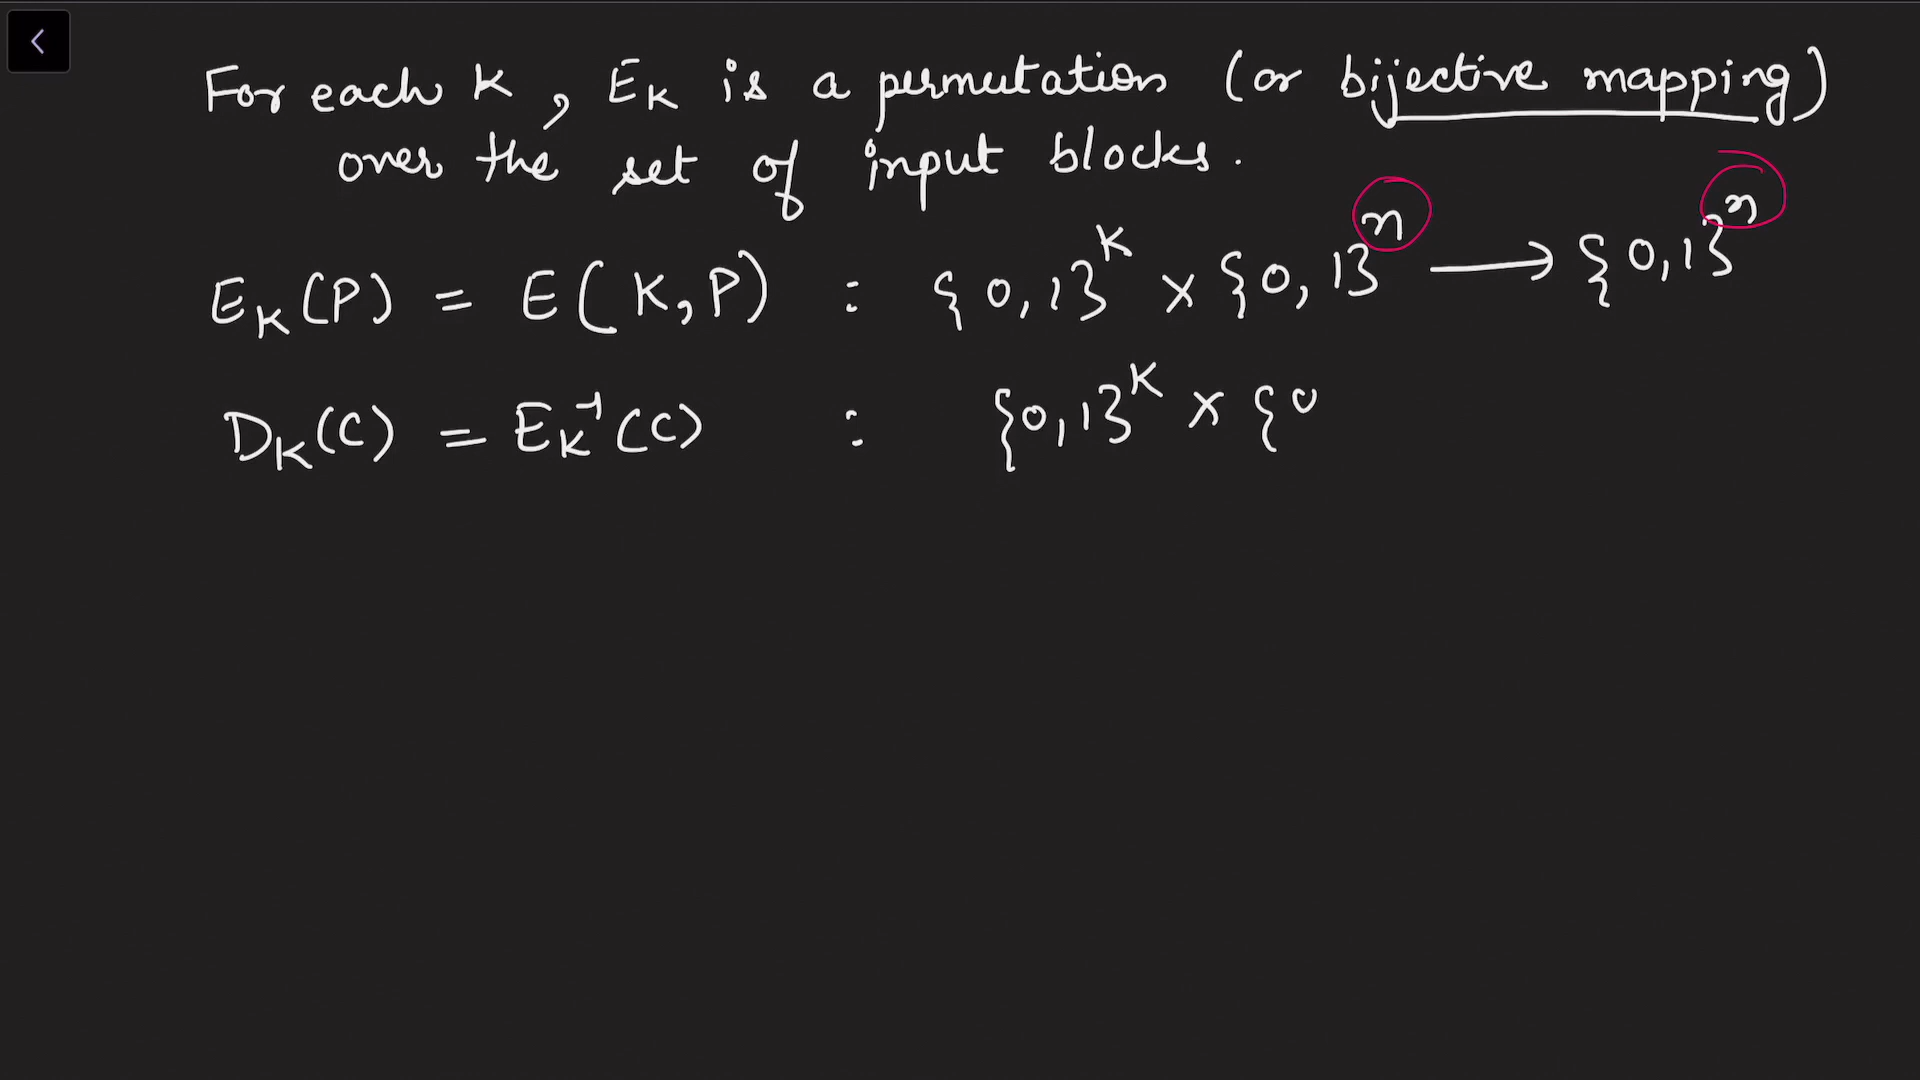 For each K, E_K is a permutation (or bijective mapping)
over the set of input blocks.
E_K(P) = E(K,P) : {0,1}^k × {0,1}^n → {0,1}^n
D_K(C) = E_K^-1(C) : {0,1}^k × {0